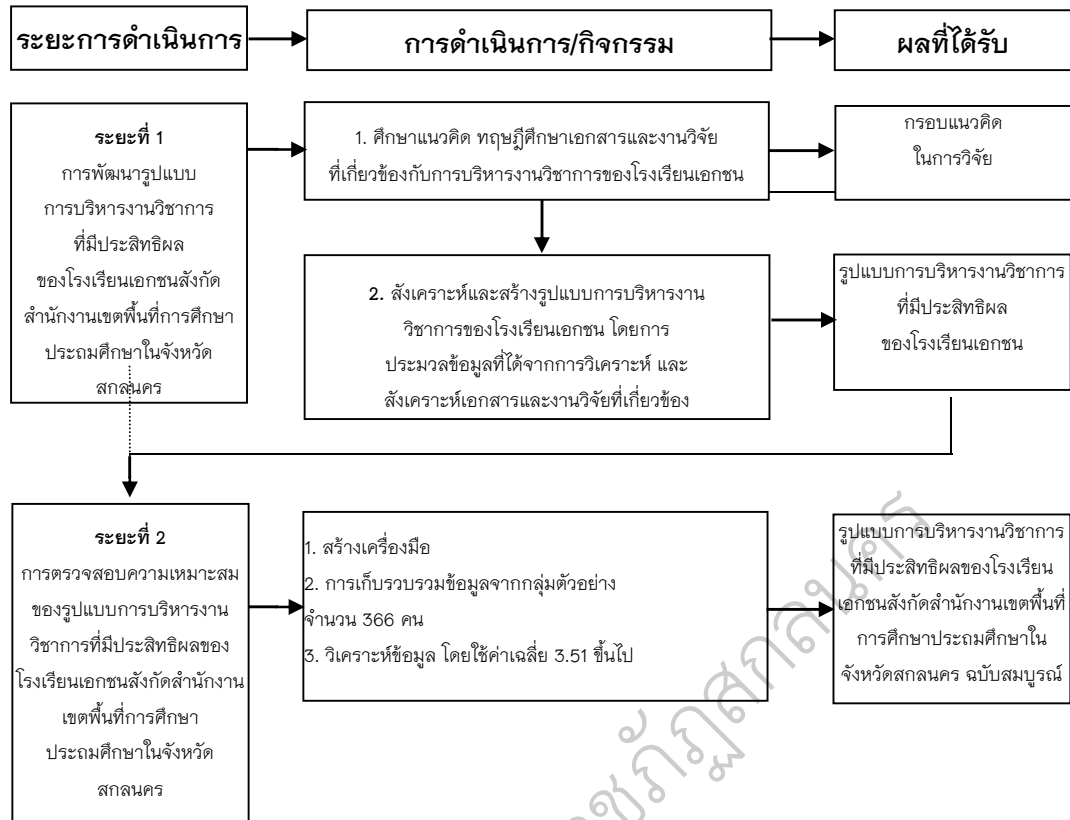 ระยะการดำเนินการ
การดำเนินการ/กิจกรรม
ผลที่ได้รับ
ระยะที่ 1
การพัฒนารูปแบบ
การบริหารงานวิชาการ
ที่มีประสิทธิผล
ของโรงเรียนเอกชนสังกัด
สำนักงานเขตพื้นที่การศึกษา
ประถมศึกษาในจังหวัด
สกลนคร
1. ศึกษาแนวคิด ทฤษฎีศึกษาเอกสารและงานวิจัย
ที่เกี่ยวข้องกับการบริหารงานวิชาการของโรงเรียนเอกชน
กรอบแนวคิด
ในการวิจัย
2. สังเคราะห์และสร้างรูปแบบการบริหารงาน
วิชาการของโรงเรียนเอกชน โดยการ
ประมวลข้อมูลที่ได้จากการวิเคราะห์ และ
สังเคราะห์เอกสารและงานวิจัยที่เกี่ยวข้อง
รูปแบบการบริหารงานวิชาการ
ที่มีประสิทธิผล
ของโรงเรียนเอกชน
ระยะที่ 2
การตรวจสอบความเหมาะสม
ของรูปแบบการบริหารงาน
วิชาการที่มีประสิทธิผลของ
โรงเรียนเอกชนสังกัดสำนักงาน
เขตพื้นที่การศึกษา
ประถมศึกษาในจังหวัด
สกลนคร
1. สร้างเครื่องมือ
2. การเก็บรวบรวมข้อมูลจากกลุ่มตัวอย่าง
จำนวน 366 คน
3. วิเคราะห์ข้อมูล โดยใช้ค่าเฉลี่ย 3.51 ขึ้นไป
รูปแบบการบริหารงานวิชาการ
ที่มีประสิทธิผลของโรงเรียน
เอกชนสังกัดสำนักงานเขตพื้นที่
การศึกษาประถมศึกษาใน
จังหวัดสกลนคร ฉบับสมบูรณ์
ชภัฏสกลนคร